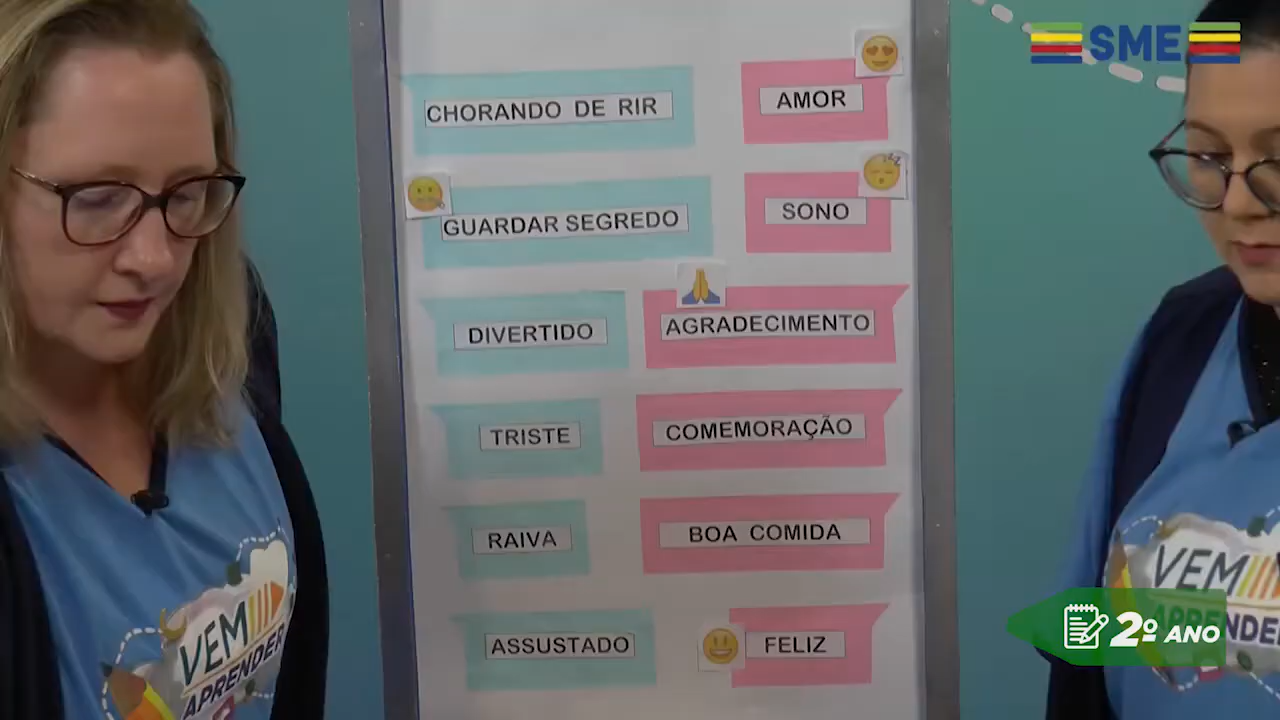 SME
CHORANDO DE RIR
AMOR
GUARDAR SEGREDO
SONO
DIVERTIDO
AGRADECIMENTO
TRISTE
COMEMORAÇÃO
RAIVA
BOA COMIDA
ASSUSTADO
FELIZ
VEM
APRENDER
VEM
APRENDE
2º ANO